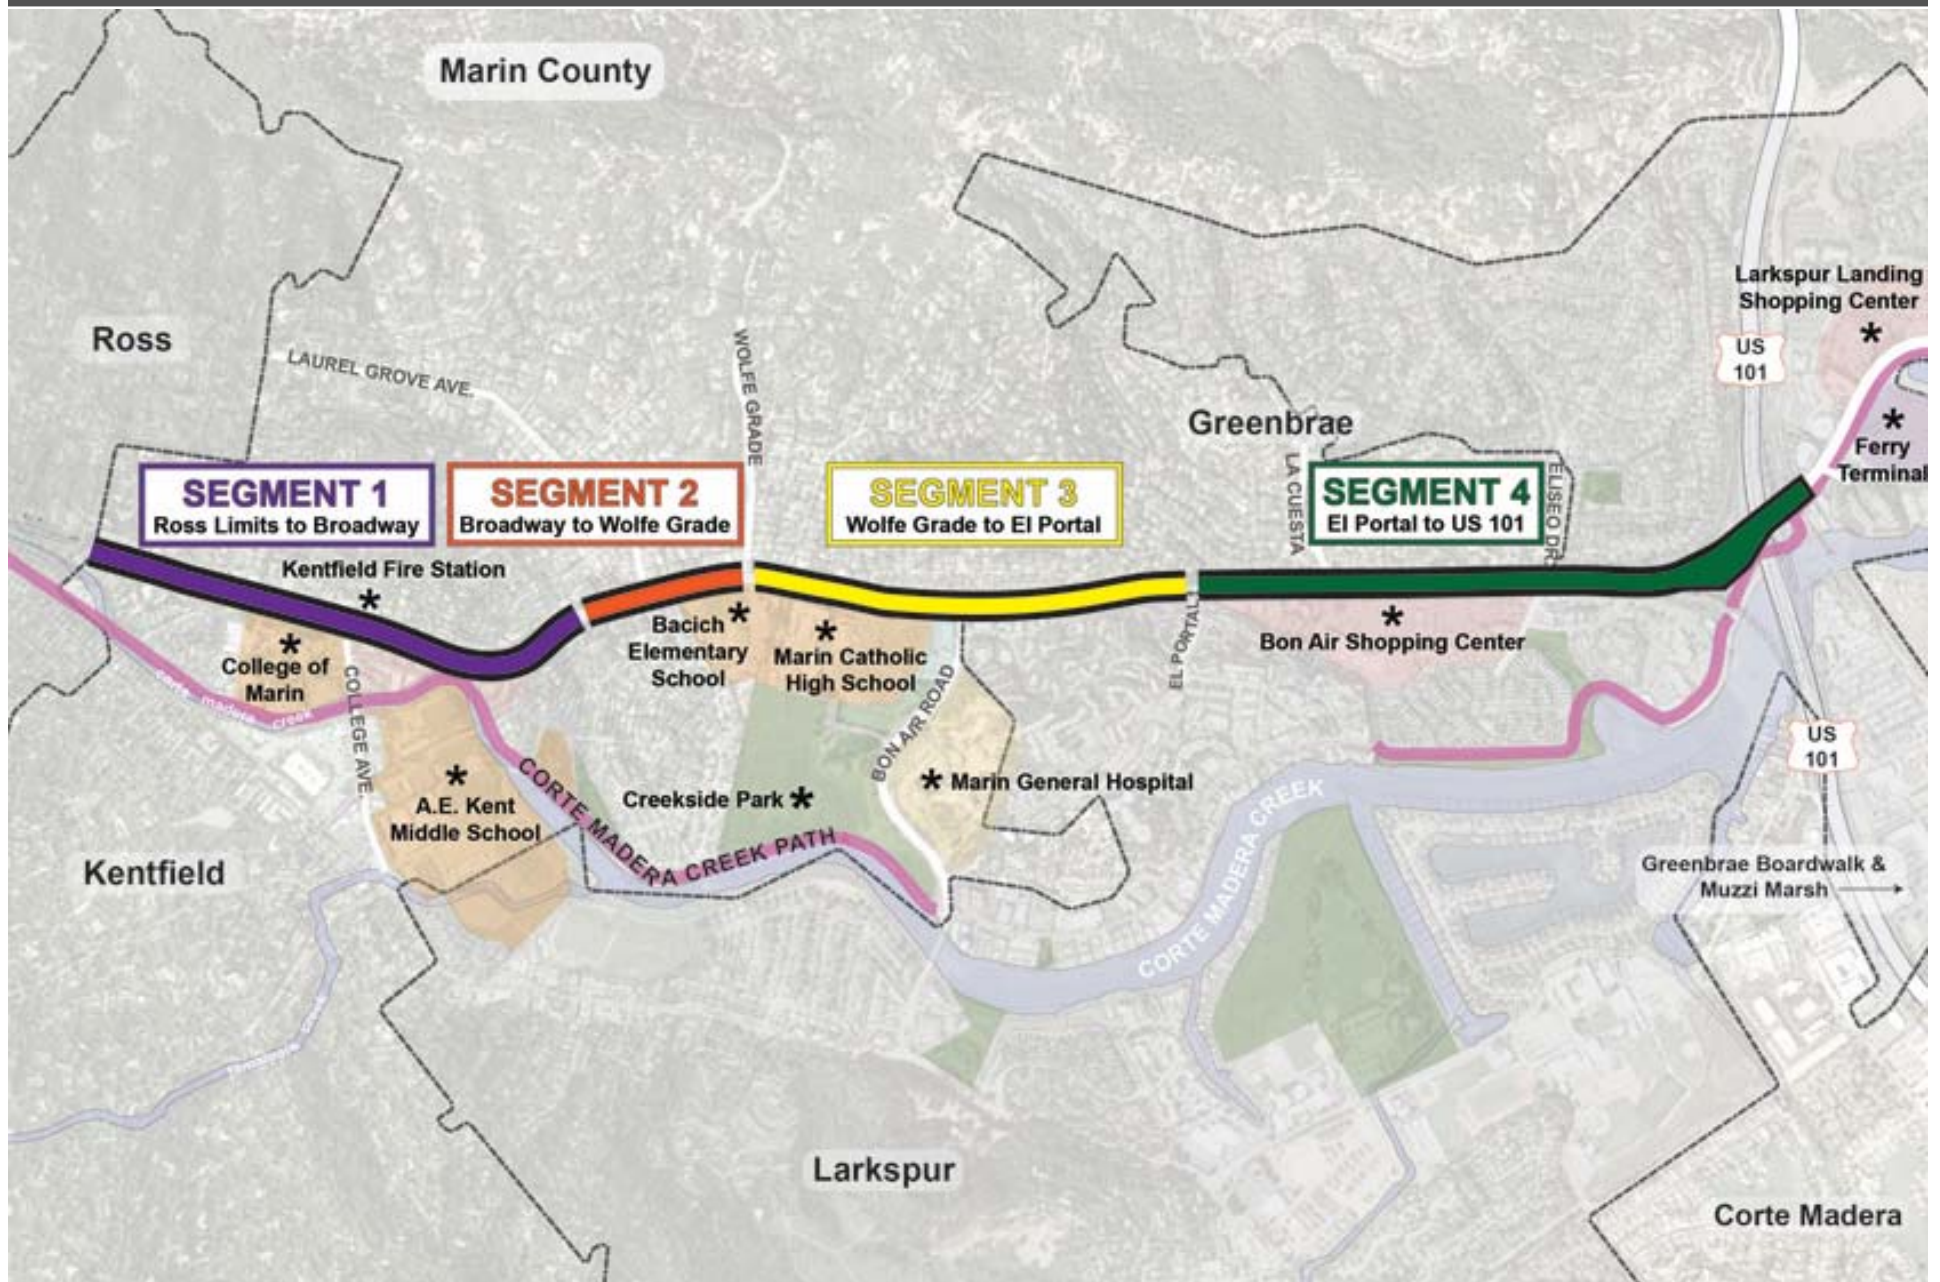 Marin County
Larkspur Landing
Shopping Center
US
101
Ross
LAUREL GROVE AVE.
WOLFE GRADE
Greenbrae
Ferry
Terminal
LA CUESTA
ELISEO DR.
SEGMENT 1
Ross Limits to Broadway
SEGMENT 2
Broadway to Wolfe Grade
SEGMENT 3
Wolfe Grade to El Portal
SEGMENT 4
El Portal to US 101
Kentfield Fire Station
College of
Marin
corte madera creek
COLLEGE AVE.
Bacich
Elementary
School
Marin Catholic
High School
EL PORTAL
Bon Air Shopping Center
BON AIR ROAD
US
101
A.E. Kent
Middle School
Creekside Park
Marin General Hospital
CORTE MADERA CREEK PATH
CORTE MADERA CREEK
Kentfield
Greenbrae Boardwalk &
Muzzi Marsh
creek
Larkspur
Corte Madera